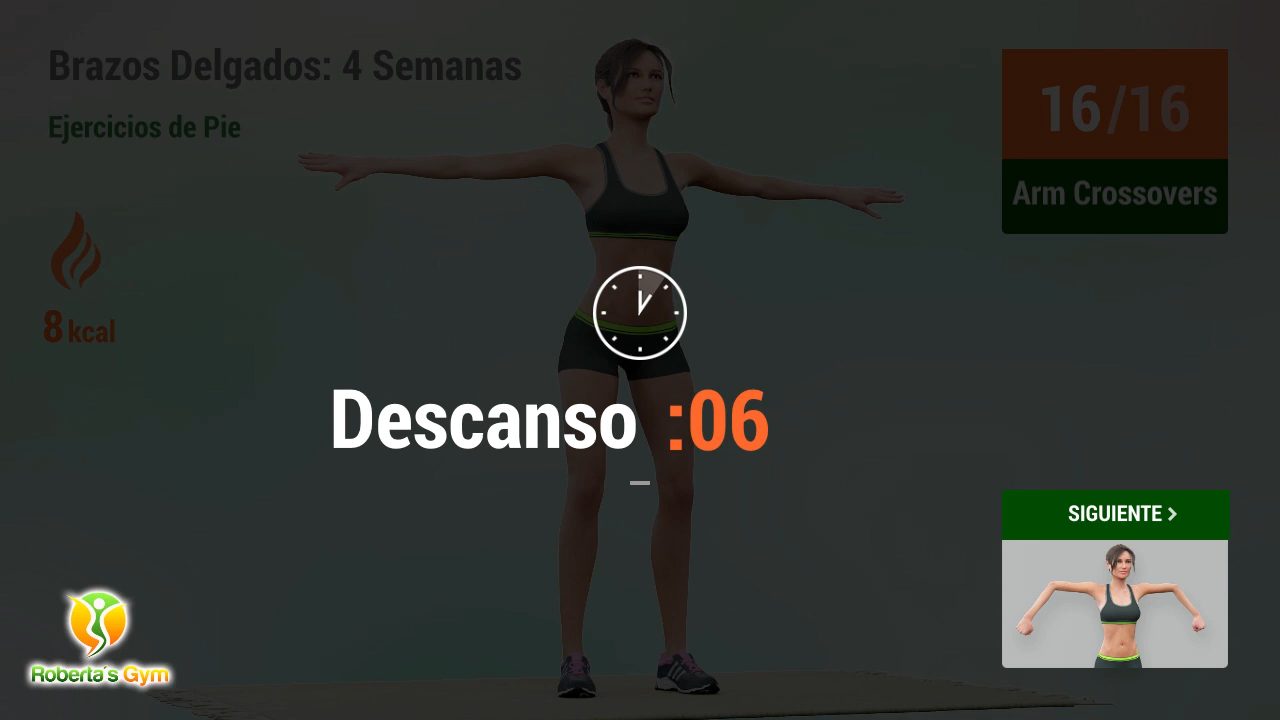 Brazos Delgados: 4 Semanas
Ejercicios de Pie
16/16
Arm Crossovers
8 kcal
Descanso :06
SIGUIENTE >
Roberta´s Gym